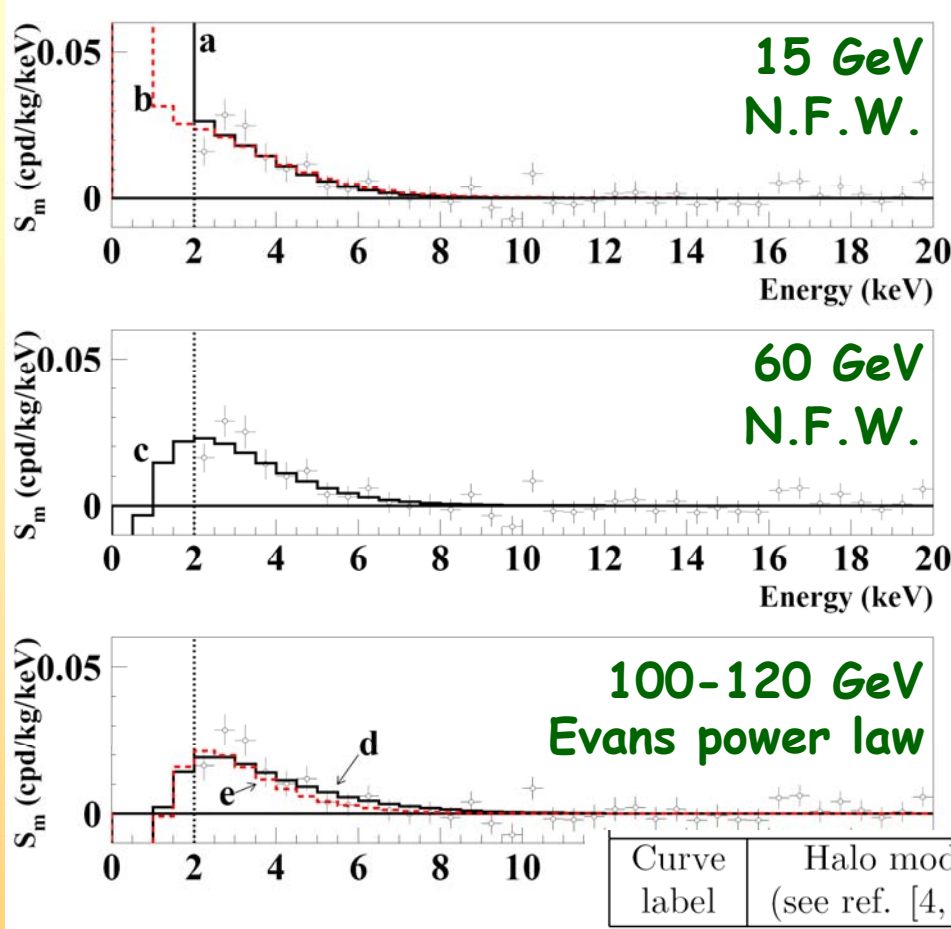 S_m (cpd/kg/keV)
0.05
0
a
b
15 GeV
N.F.W.
0 2 4 6 8 10 12 14 16 18 20
Energy (keV)
S_m (cpd/kg/keV)
0.05
0
c
60 GeV
N.F.W.
0 2 4 6 8 10 12 14 16 18 20
Energy (keV)
S_m (cpd/kg/keV)
0.05
0
d
e
100-120 GeV
Evans power law
0 2 4 6 8 10
Curve
label
Halo mod
(see ref. [4,